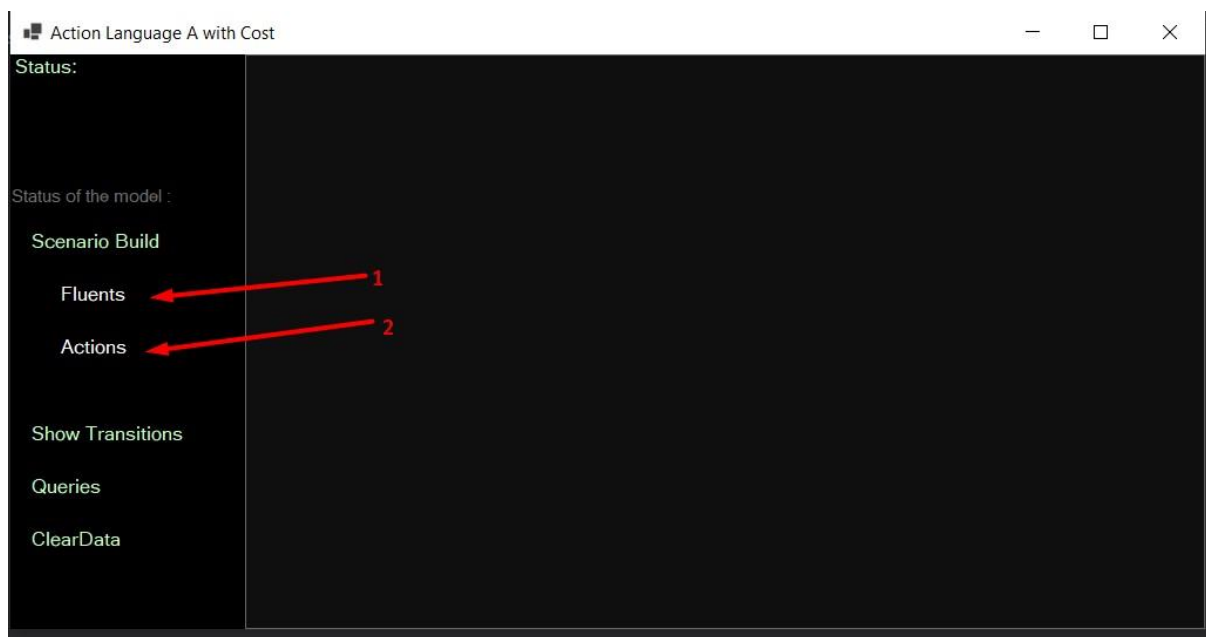 Action Language A with Cost
Status:
Status of the model :
Scenario Build
Fluents
1
Actions
2
Show Transitions
Queries
ClearData